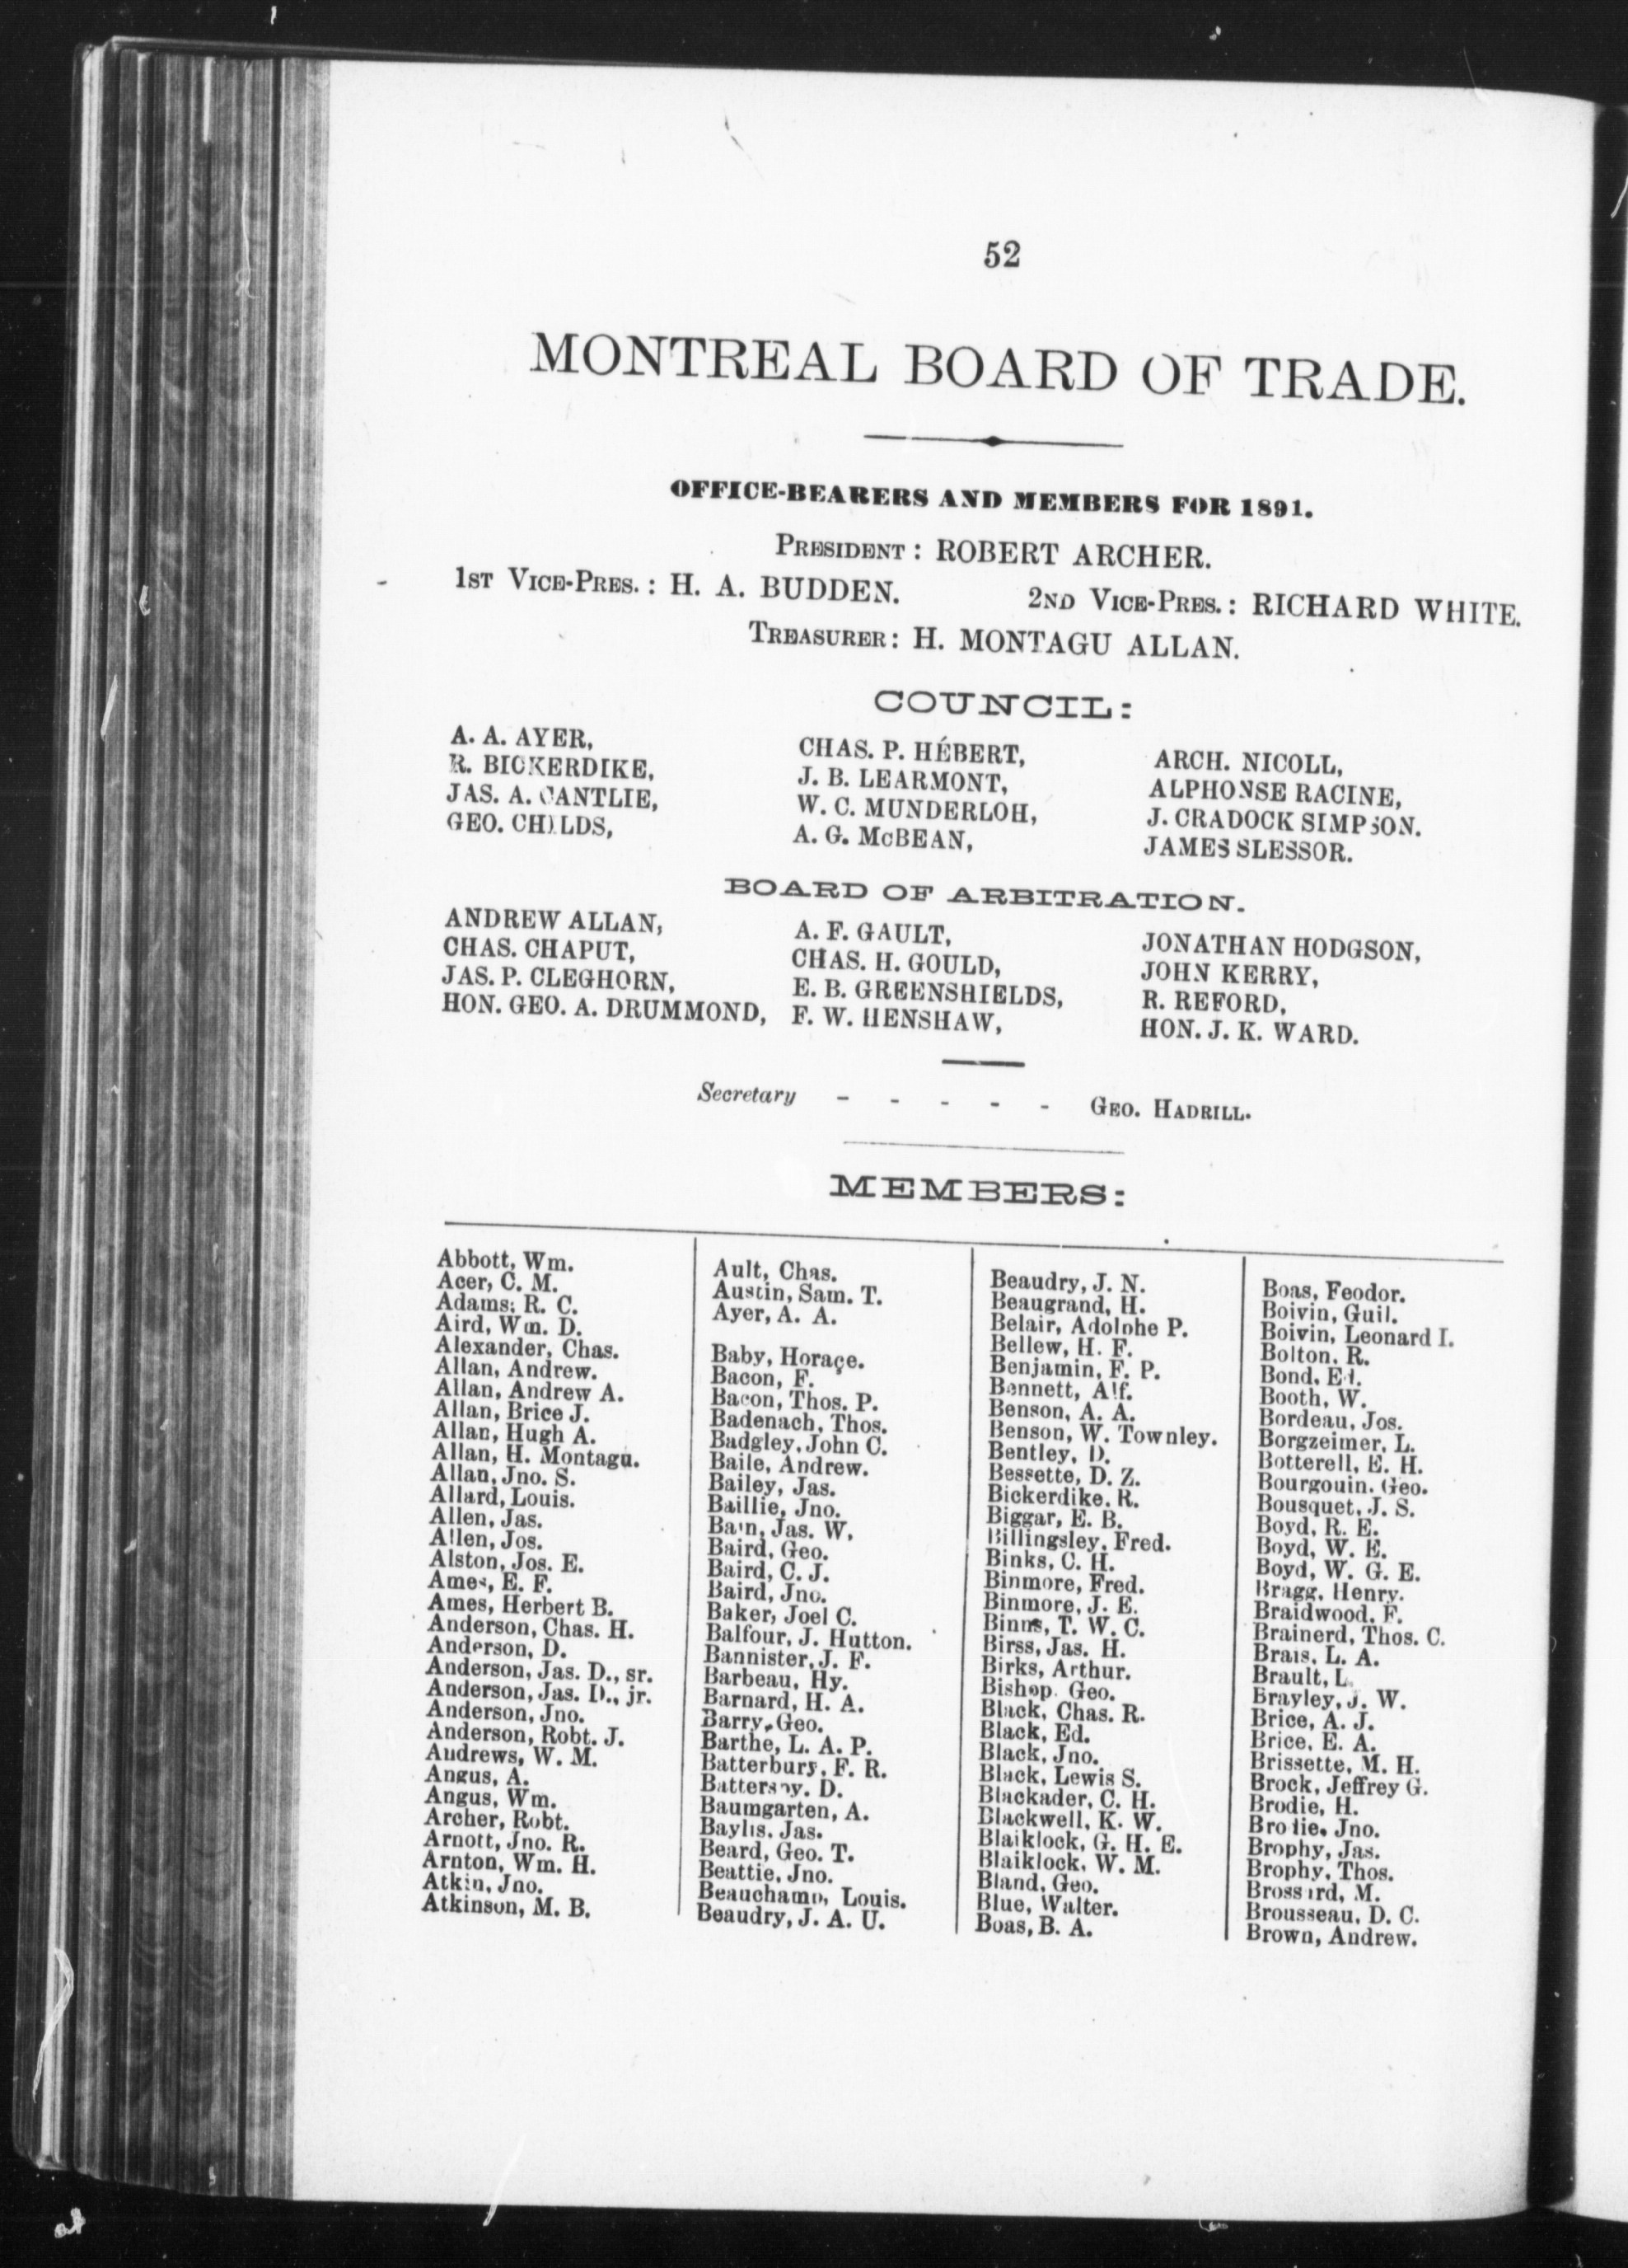 52
MONTREAL BOARD OF TRADE.
OFFICE-BEARERS AND MEMBERS FOR 1891.
PRESIDENT : ROBERT ARCHER.
1ST VICE-PRES. : H. A. BUDDEN. 2ND VICE-PRES. : RICHARD WHITE.
TREASURER : H. MONTAGU ALLAN.
COUNCIL:
A. A. AYER,
R. BICKERDIKE,
JAS. A. CANTLIE,
GEO. CHILDS,
CHAS. P. HÉBERT,
J. B. LEARMONT,
W. C. MUNDERLOH,
A. G. McBEAN,
ARCH. NICOLL,
ALPHONSE RACINE,
J. CRADOCK SIMPSON.
JAMES SLESSOR.
BOARD OF ARBITRATION.
ANDREW ALLAN,
CHAS. CHAPUT,
JAS. P. CLEGHORN,
HON. GEO. A. DRUMMOND,
A. F. GAULT,
CHAS. H. GOULD,
E. B. GREENSHIELDS,
F. W. HENSHAW,
JONATHAN HODGSON,
JOHN KERRY,
R. REFORD,
HON. J. K. WARD.
Secretary - - - - - GEO. HADRILL.
MEMBERS:
Abbott, Wm.
Acer, C. M.
Adams, R. C.
Aird, Wm. D.
Alexander, Chas.
Allan, Andrew.
Allan, Andrew A.
Allan, Brice J.
Allan, Hugh A.
Allan, H. Montagu.
Allan, Jno. S.
Allard, Louis.
Allen, Jas.
Allen, Jos.
Alston, Jos. E.
Ames, E. F.
Ames, Herbert B.
Anderson, Chas. H.
Anderson, D.
Anderson, Jas. D., sr.
Anderson, Jas. D., jr.
Anderson, Jno.
Anderson, Robt. J.
Andrews, W. M.
Angus, A.
Angus, Wm.
Archer, Robt.
Arnott, Jno. R.
Arnton, Wm. H.
Atkin, Jno.
Atkinson, M. B.
Ault, Chas.
Austin, Sam. T.
Ayer, A. A.
Baby, Horace.
Bacon, F.
Bacon, Thos. P.
Badenach, Thos.
Badgley, John C.
Baile, Andrew.
Bailey, Jas.
Baillie, Jno.
Bain, Jas. W,
Baird, Geo.
Baird, C. J.
Baird, Jno.
Baker, Joel C.
Balfour, J. Hutton.
Bannister, J. F.
Barbeau, Hy.
Barnard, H. A.
Barry, Geo.
Barthe, L. A. P.
Batterbury, F. R.
Battersby. D.
Baumgarten, A.
Baylis, Jas.
Beard, Geo. T.
Beattie, Jno.
Beauchamp, Louis.
Beaudry, J. A. U.
Beaudry, J. N.
Beaugrand, H.
Belair, Adolphe P.
Bellew, H. F.
Benjamin, F. P.
Bennett, Alf.
Benson, A. A.
Benson, W. Townley.
Bentley, D.
Bessette, D. Z.
Bickerdike. R.
Biggar, E. B.
Billingsley, Fred.
Binks, C. H.
Binmore, Fred.
Binmore, J. E.
Binns, T. W. C.
Birss, Jas. H.
Birks, Arthur.
Bishop. Geo.
Black, Chas. R.
Black, Ed.
Black, Jno.
Black, Lewis S.
Blackader, C. H.
Blackwell, K. W.
Blaiklock, G. H. E.
Blaiklock, W. M.
Bland, Geo.
Blue, Walter.
Boas, B. A.
Boas, Feodor.
Boivin, Guil.
Boivin, Leonard I.
Bolton. R.
Bond, Ed.
Booth, W.
Bordeau, Jos.
Borgzeimer, L.
Botterell, E. H.
Bourgouin. Geo.
Bousquet, J. S.
Boyd, R. E.
Boyd, W. E.
Boyd, W. G. E.
Bragg, Henry.
Braidwood, F.
Brainerd, Thos. C.
Brais, L. A.
Brault, L.
Brayley, J. W.
Brice, A. J.
Brice, E. A.
Brissette, M. H.
Brock, Jeffrey G.
Brodie, H.
Brodie, Jno.
Brophy, Jas.
Brophy, Thos.
Brossard, M.
Brousseau, D. C.
Brown, Andrew.